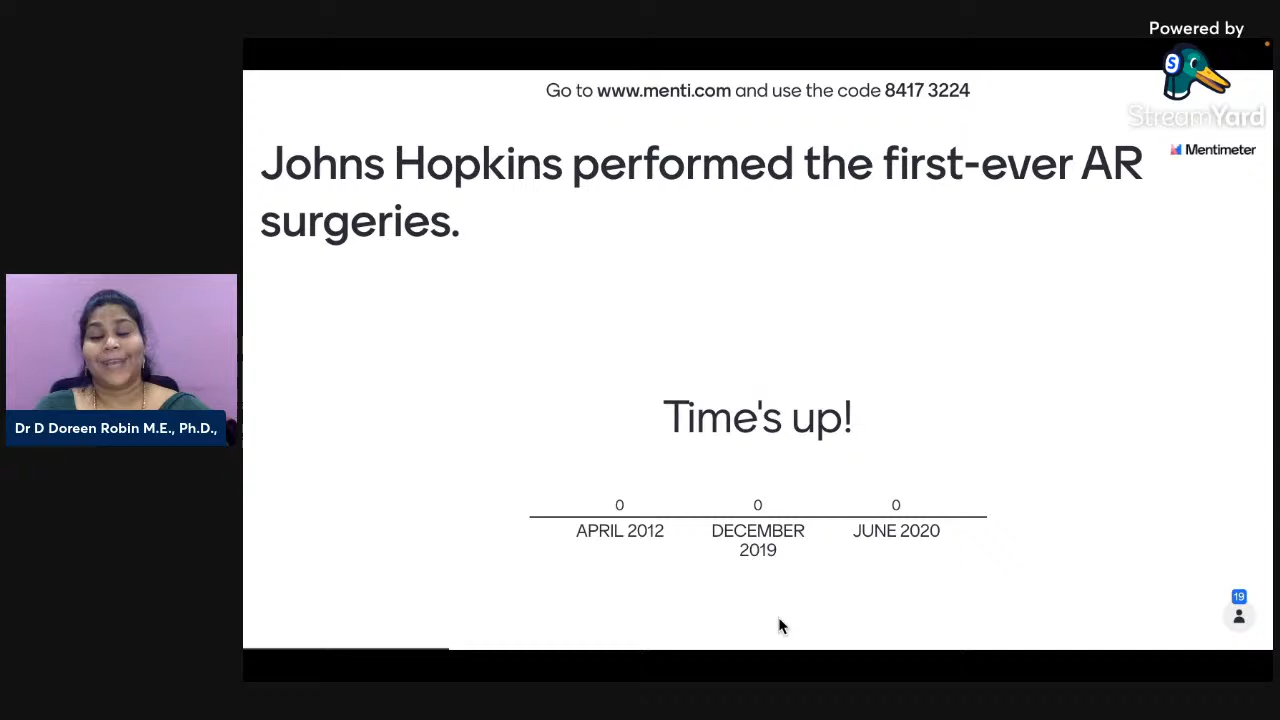 Powered by
S
StreamYard
Go to www.menti.com and use the code 8417 3224
Mentimeter
Johns Hopkins performed the first-ever AR
surgeries.
Time's up!
0 0 0
APRIL 2012 DECEMBER JUNE 2020
2019
Dr D Doreen Robin M.E., Ph.D.,
19